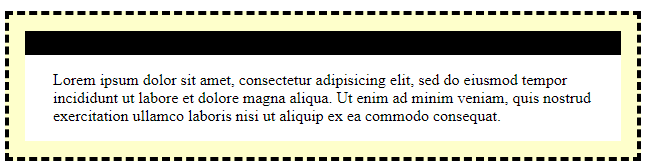 Lorem ipsum dolor sit amet, consectetur adipisicing elit, sed do eiusmod tempor
incididunt ut labore et dolore magna aliqua. Ut enim ad minim veniam, quis nostrud
exercitation ullamco laboris nisi ut aliquip ex ea commodo consequat.